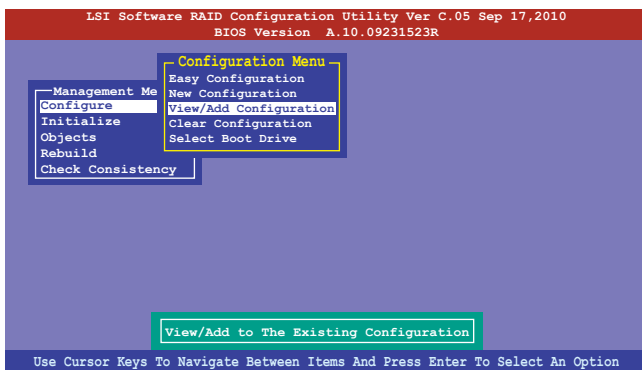 LSI Software RAID Configuration Utility Ver C.05 Sep 17,2010
BIOS Version A.10.09231523R
Configuration Menu
Easy Configuration
New Configuration
View/Add Configuration
Clear Configuration
Select Boot Drive
Management Me
Configure
Initialize
Objects
Rebuild
Check Consistency
View/Add to The Existing Configuration
Use Cursor Keys To Navigate Between Items And Press Enter To Select An Option